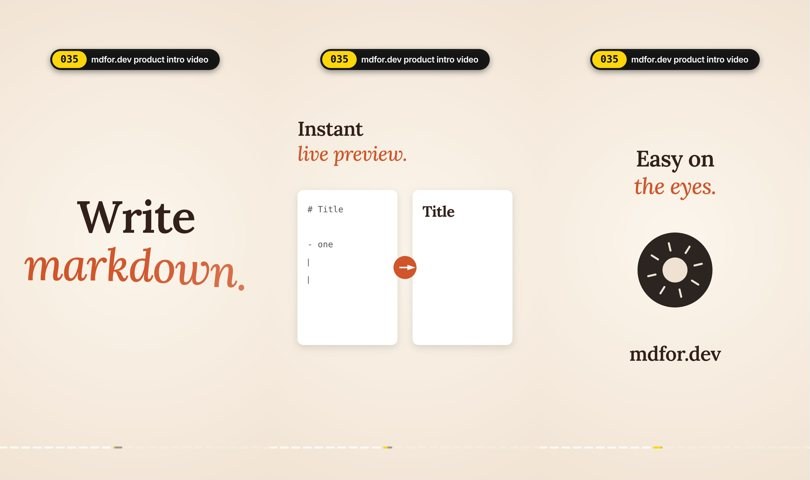 035 mdfor.dev product intro video
Write
markdown.
035 mdfor.dev product intro video
Instant
live preview.
# Title
- one
|
|
Title
035 mdfor.dev product intro video
Easy on
the eyes.
mdfor.dev